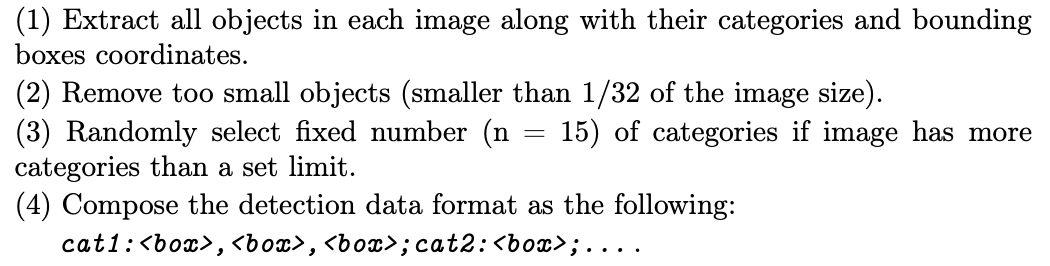 (1) Extract all objects in each image along with their categories and bounding
boxes coordinates.
(2) Remove too small objects (smaller than 1/32 of the image size).
(3) Randomly select fixed number (n = 15) of categories if image has more
categories than a set limit.
(4) Compose the detection data format as the following:
cat1:<box>,<box>,<box>;cat2:<box>;....